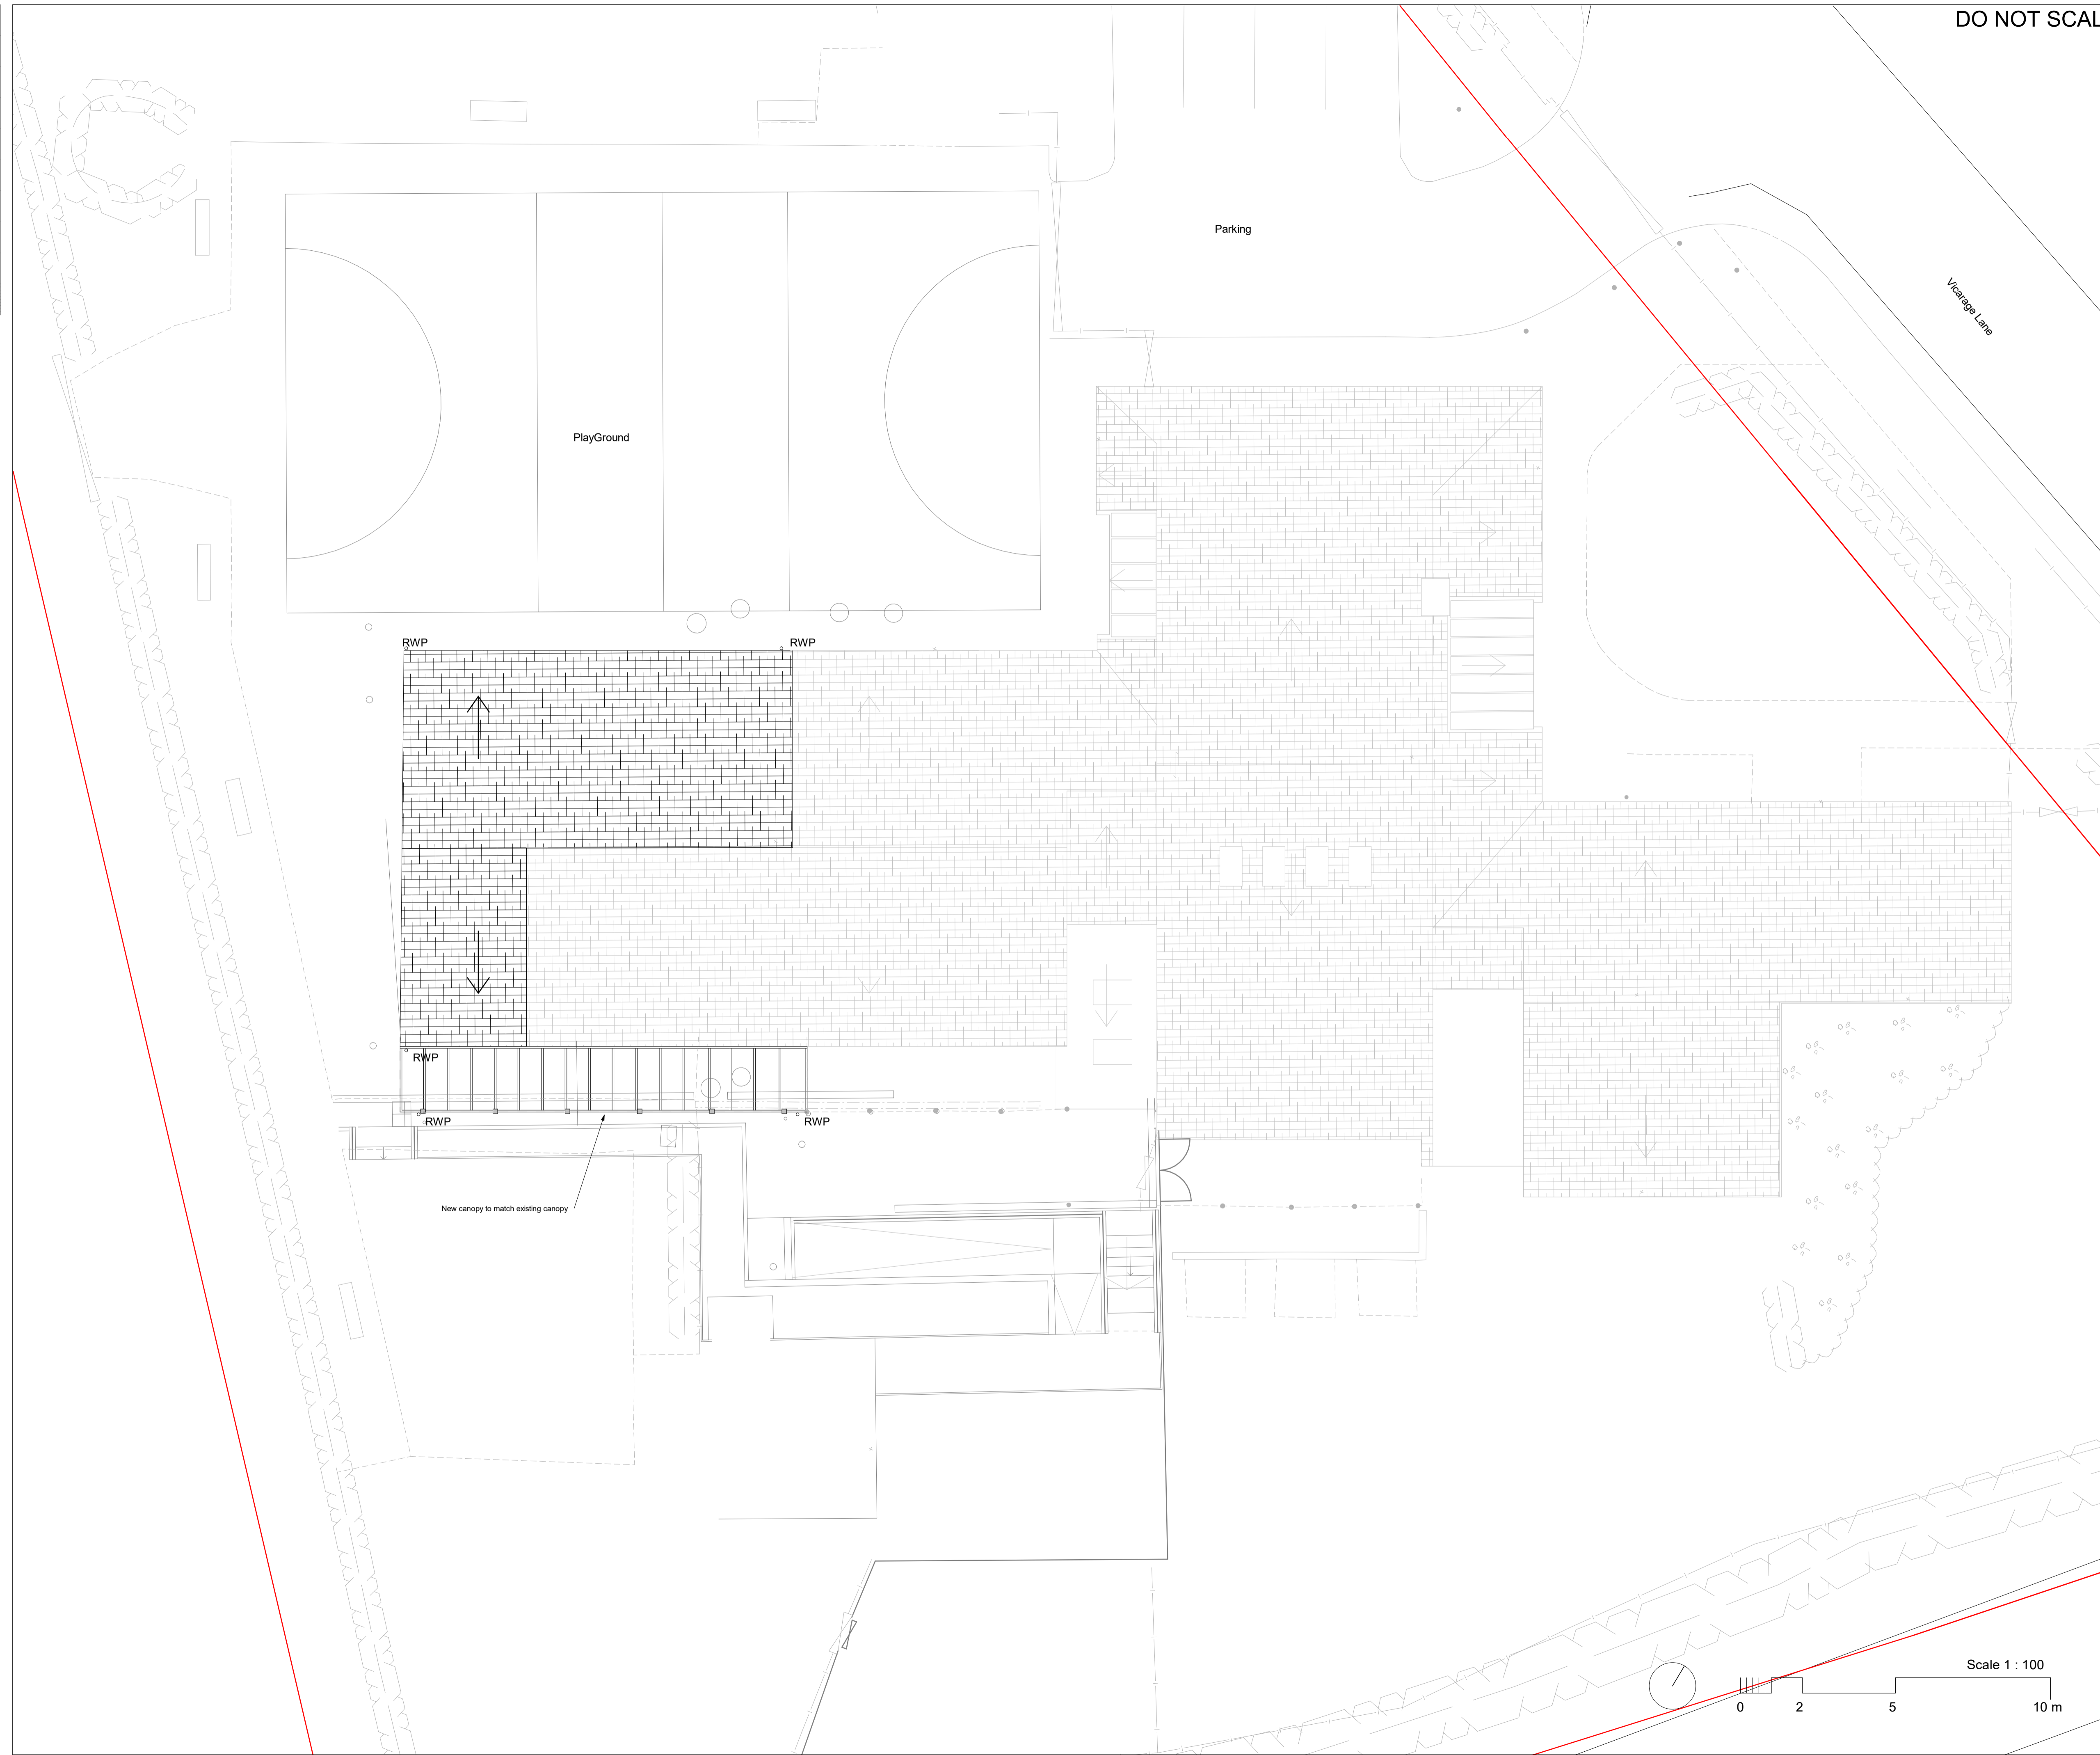 DO NOT SCAL
Parking
Vicarage Lane
PlayGround
RWP
RWP
RWP
RWP
RWP
New canopy to match existing canopy
Scale 1 : 100
0 2 5 10 m